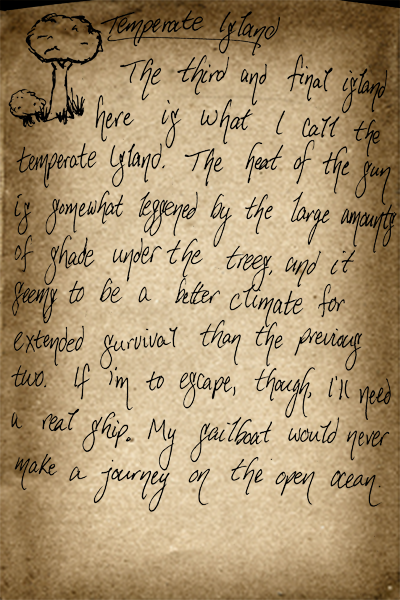 Temperate Island
The third and final island
here is what I call the
temperate Island. The heat of the sun
is somewhat lessened by the large amounts
of shade under the trees, and it
seems to be a better climate for
extended survival than the previous
two. If i'm to escape, though, I'll need
a real ship. My sailboat would never
make a journey on the open ocean.